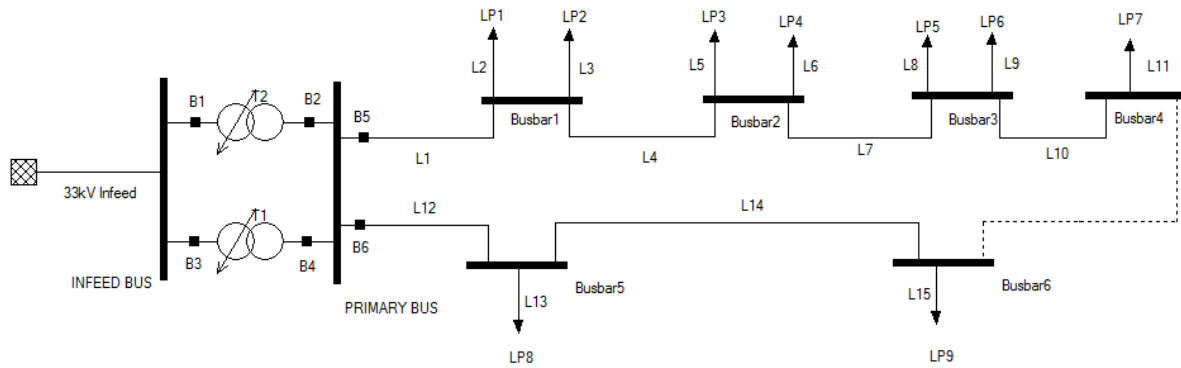 LP1
LP2
LP3
LP4
LP5
LP6
LP7
L2
L3
L5
L6
L8
L9
L11
B1
T2
B2
B5
Busbar1
Busbar2
Busbar3
Busbar4
L1
L4
L7
L10
33kV Infeed
T1
L12
L14
B3
B4
B6
INFEED BUS
PRIMARY BUS
L13
Busbar5
L15
Busbar6
LP8
LP9